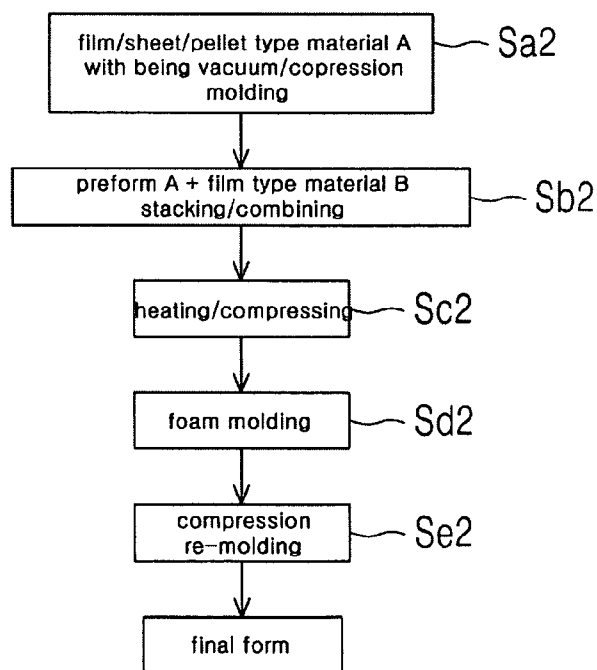 film/sheet/pellet type material A
with being vacuum/copression
molding
Sa2
preform A + film type material B
stacking/combining
Sb2
heating/compressing
Sc2
foam molding
Sd2
compression
re-molding
Se2
final form